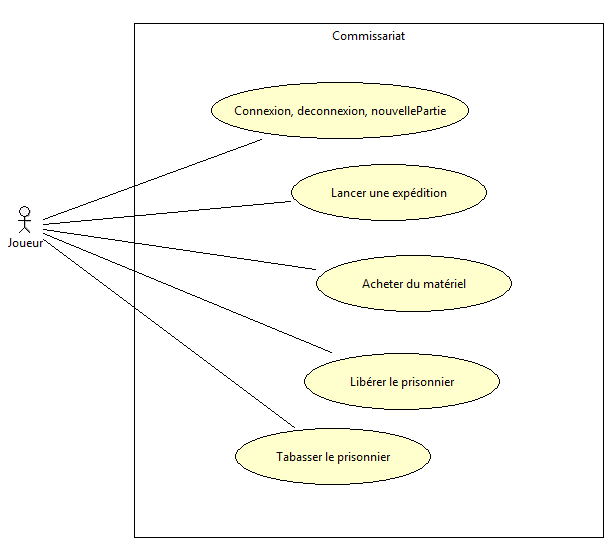 Commissariat
Connexion, deconnexion, nouvellePartie
Lancer une expédition
Joueur
Acheter du matériel
Libérer le prisonnier
Tabasser le prisonnier